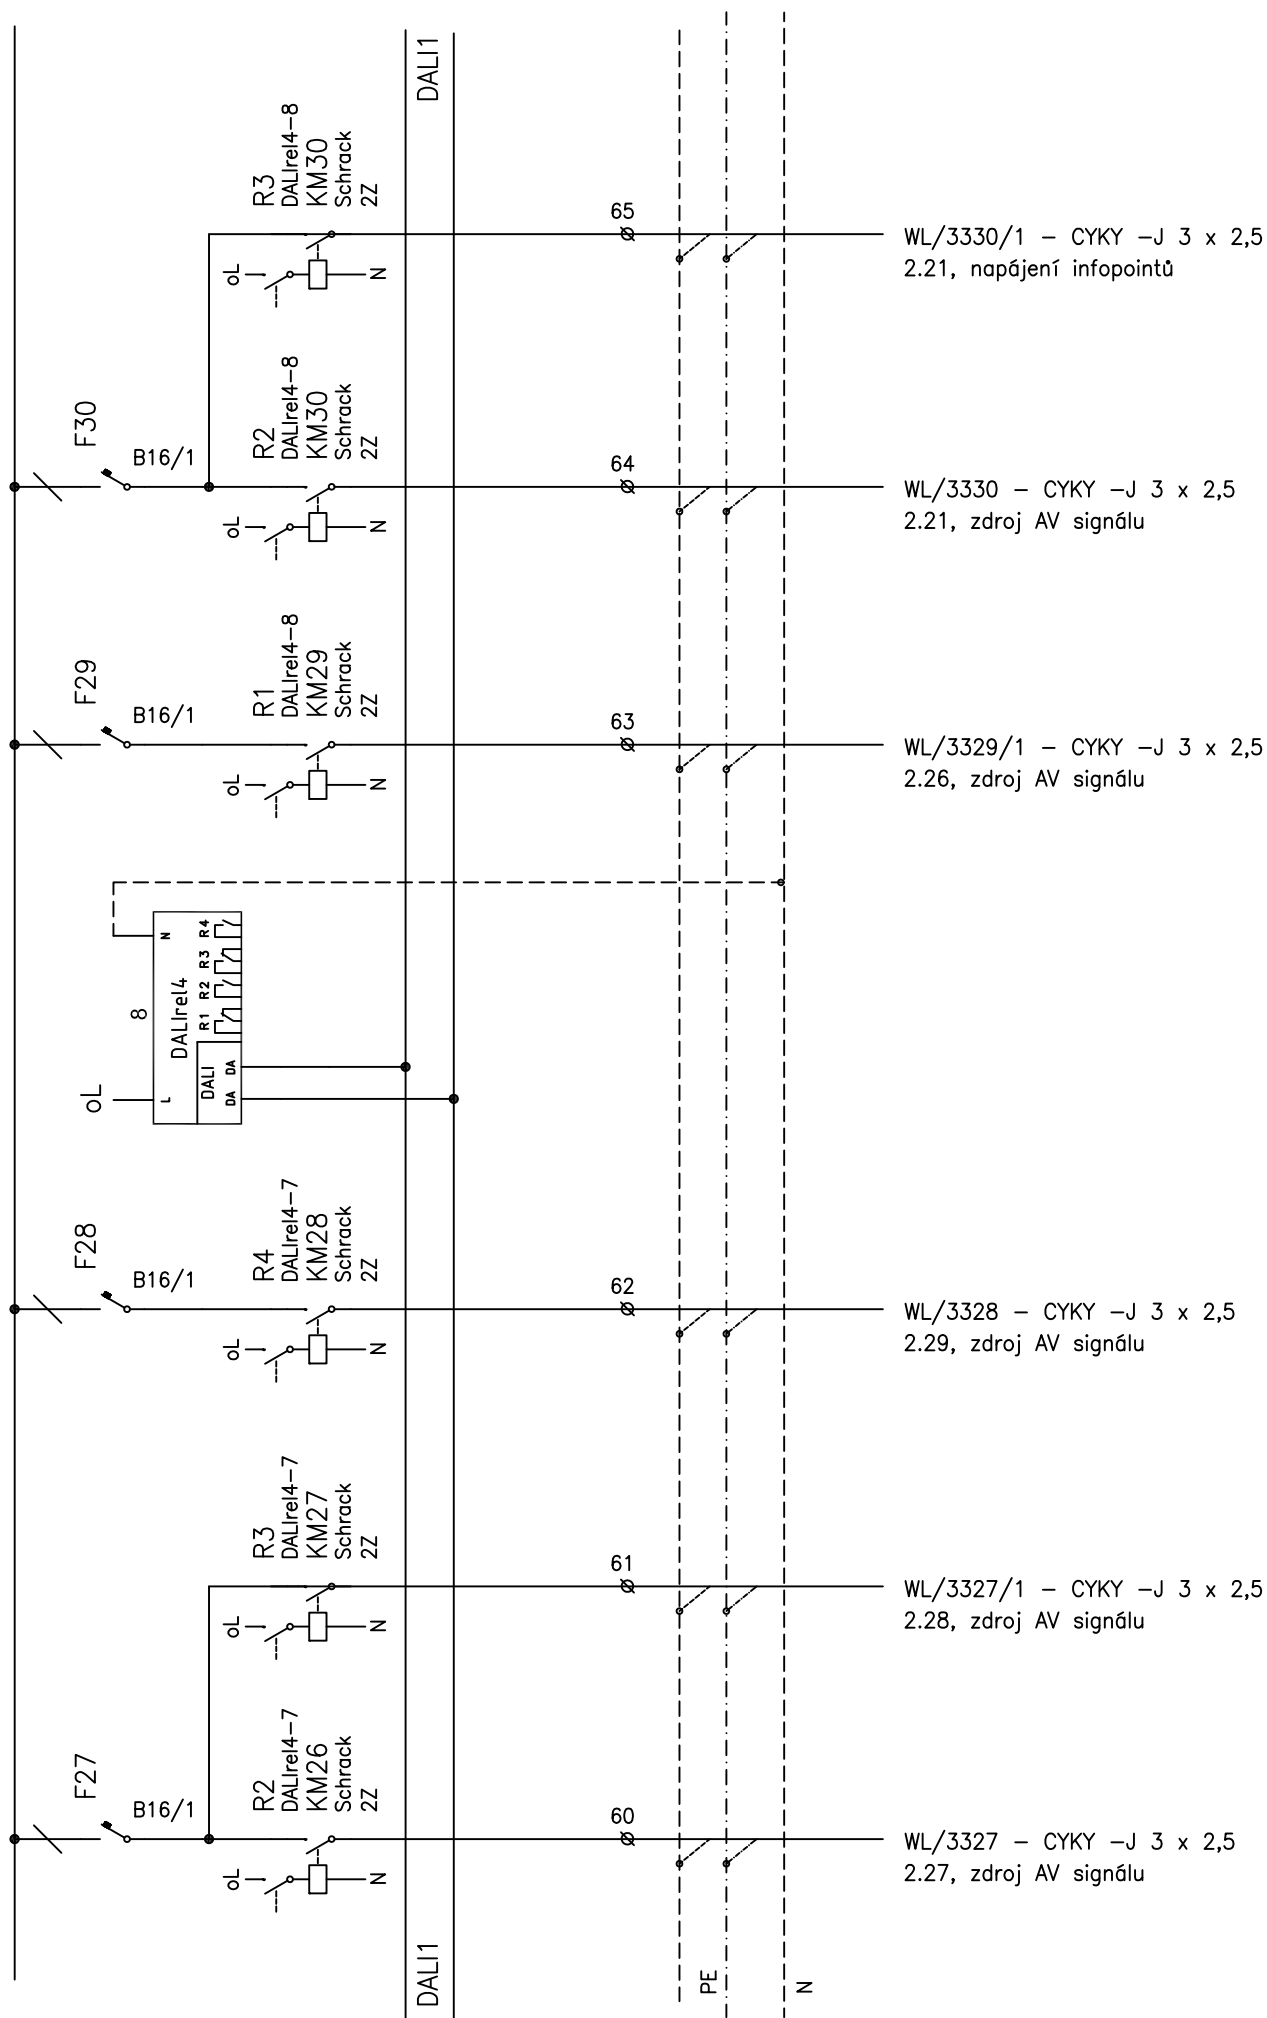 DALI1
R3
DALIrel4-8
KM30
Schrack
2Z
oL
N
65
WL/3330/1 - CYKY -J 3 x 2,5
2.21, napájení infopointů
F30
B16/1
R2
DALIrel4-8
KM30
Schrack
2Z
oL
N
64
WL/3330 - CYKY -J 3 x 2,5
2.21, zdroj AV signálu
F29
B16/1
R1
DALIrel4-8
KM29
Schrack
2Z
oL
N
63
WL/3329/1 - CYKY -J 3 x 2,5
2.26, zdroj AV signálu
8
oL
L
N
DALIrel4
DALI
DA
DA
R1
R2
R3
R4
F28
B16/1
R4
DALIrel4-7
KM28
Schrack
2Z
oL
N
62
WL/3328 - CYKY -J 3 x 2,5
2.29, zdroj AV signálu
R3
DALIrel4-7
KM27
Schrack
2Z
oL
N
61
WL/3327/1 - CYKY -J 3 x 2,5
2.28, zdroj AV signálu
F27
B16/1
R2
DALIrel4-7
KM26
Schrack
2Z
oL
N
60
WL/3327 - CYKY -J 3 x 2,5
2.27, zdroj AV signálu
DALI1
PE
N